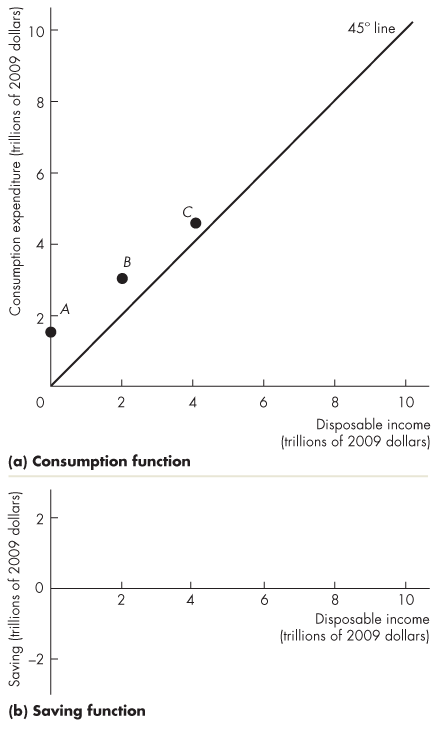 Consumption expenditure (trillions of 2009 dollars)
10
8
6
4
2
45° line
C
B
A
0
2
4
6
8
10
Disposable income
(trillions of 2009 dollars)
(a) Consumption function
Saving (trillions of 2009 dollars)
2
0
–2
2
4
6
8
10
Disposable income
(trillions of 2009 dollars)
(b) Saving function